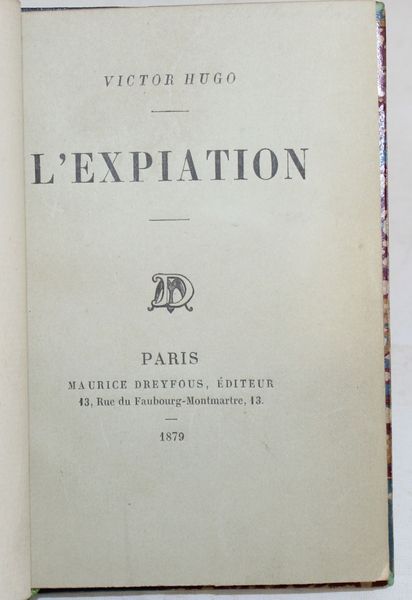 VICTOR HUGO
L'EXPIATION
D
PARIS
MAURICE DREYFOUS, ÉDITEUR
13, Rue du Faubourg-Montmartre, 13.
1879